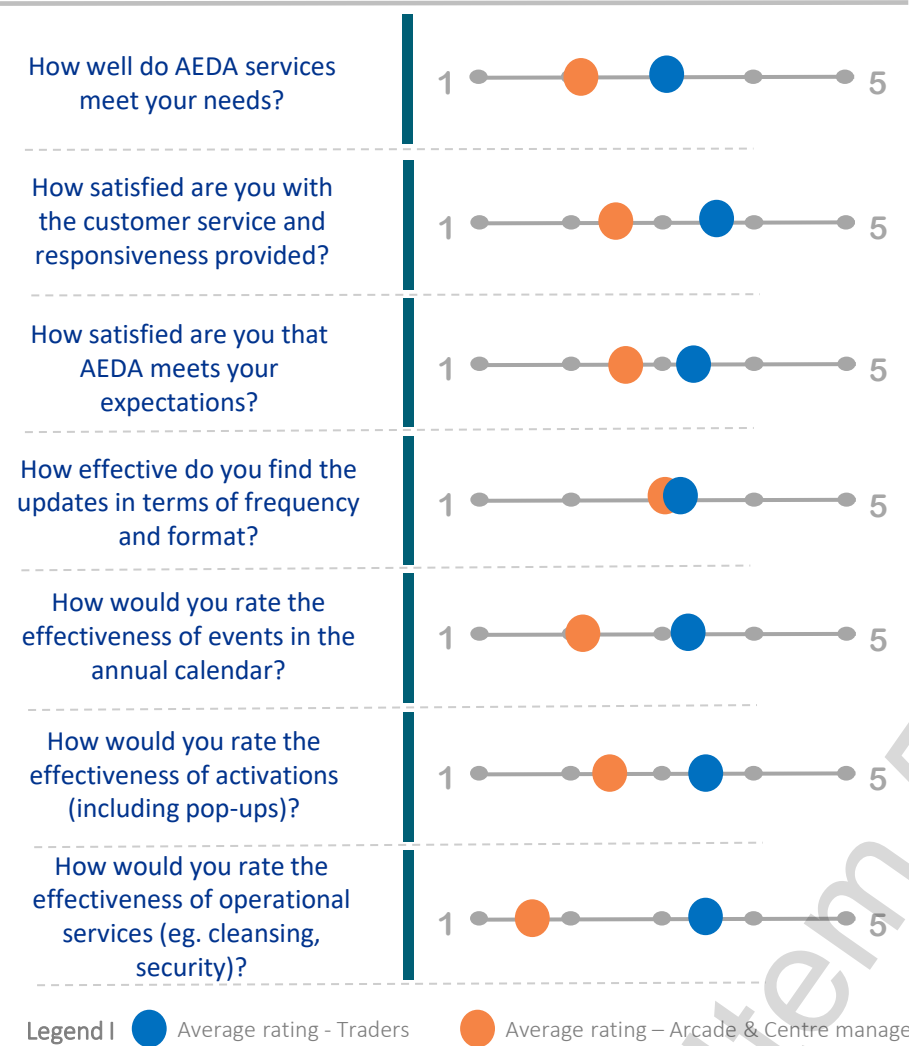 How well do AEDA services
meet your needs?
1 5
How satisfied are you with
the customer service and
responsiveness provided?
1 5
How satisfied are you that
AEDA meets your
expectations?
1 5
How effective do you find the
updates in terms of frequency
and format?
1 5
How would you rate the
effectiveness of events in the
annual calendar?
1 5
How would you rate the
effectiveness of activations
(including pop-ups)?
1 5
How would you rate the
effectiveness of operational
services (eg. cleansing,
security)?
1 5
Legend I Average rating - Traders Average rating – Arcade & Centre manage
Item